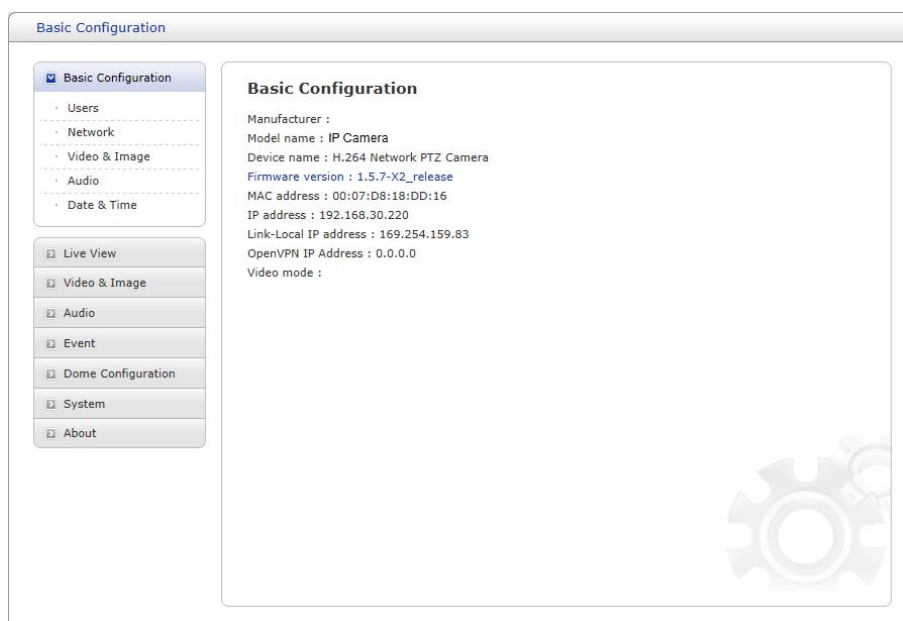 Basic Configuration
Basic Configuration
Users
Network
Video & Image
Audio
Date & Time
Live View
Video & Image
Audio
Event
Dome Configuration
System
About
Basic Configuration
Manufacturer :
Model name : IP Camera
Device name : H.264 Network PTZ Camera
Firmware version : 1.5.7-X2_release
MAC address : 00:07:D8:18:DD:16
IP address : 192.168.30.220
Link-Local IP address : 169.254.159.83
OpenVPN IP Address : 0.0.0.0
Video mode :